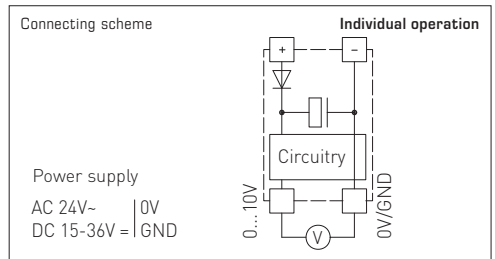 Connecting scheme
Individual operation
+
−
Circuitry
Power supply
AC 24V~ | 0V
DC 15-36V = | GND
0...10V
0V/GND
V